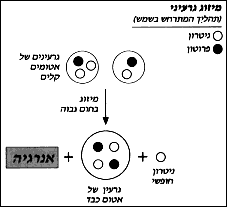 מיזוג גרעיני
(תהליך המתרחש בשמש)
ניטרון
פרוטון
גרעינים של
אטומים
קלים
מיזוג
בחום גבוה
אנרגיה + + ניטרון
חופשי
גרעין של
אטום כבד